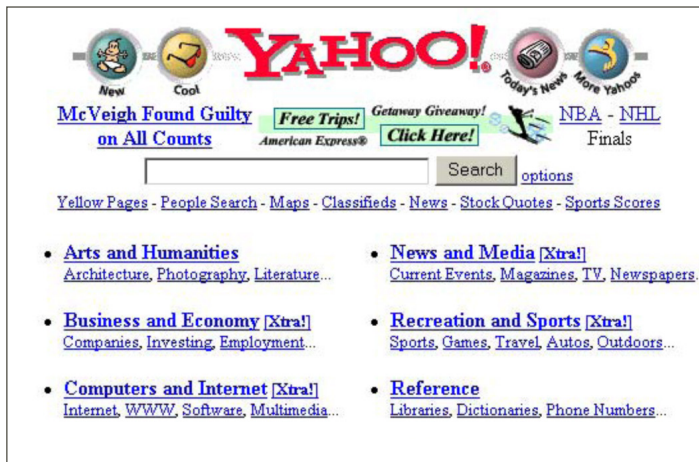 New Cool YAHOO! Today's News More Yahoos
McVeigh Found Guilty
on All Counts
Free Trips!
American Express®
Getaway Giveaway!
Click Here!
NBA - NHL
Finals
Search options
Yellow Pages - People Search - Maps - Classifieds - News - Stock Quotes - Sports Scores
• Arts and Humanities
Architecture, Photography, Literature...
• Business and Economy [Xtra!]
Companies, Investing, Employment...
• Computers and Internet [Xtra!]
Internet, WWW, Software, Multimedia...
• News and Media [Xtra!]
Current Events, Magazines, TV, Newspapers.
• Recreation and Sports [Xtra!]
Sports, Games, Travel, Autos, Outdoors...
• Reference
Libraries, Dictionaries, Phone Numbers...